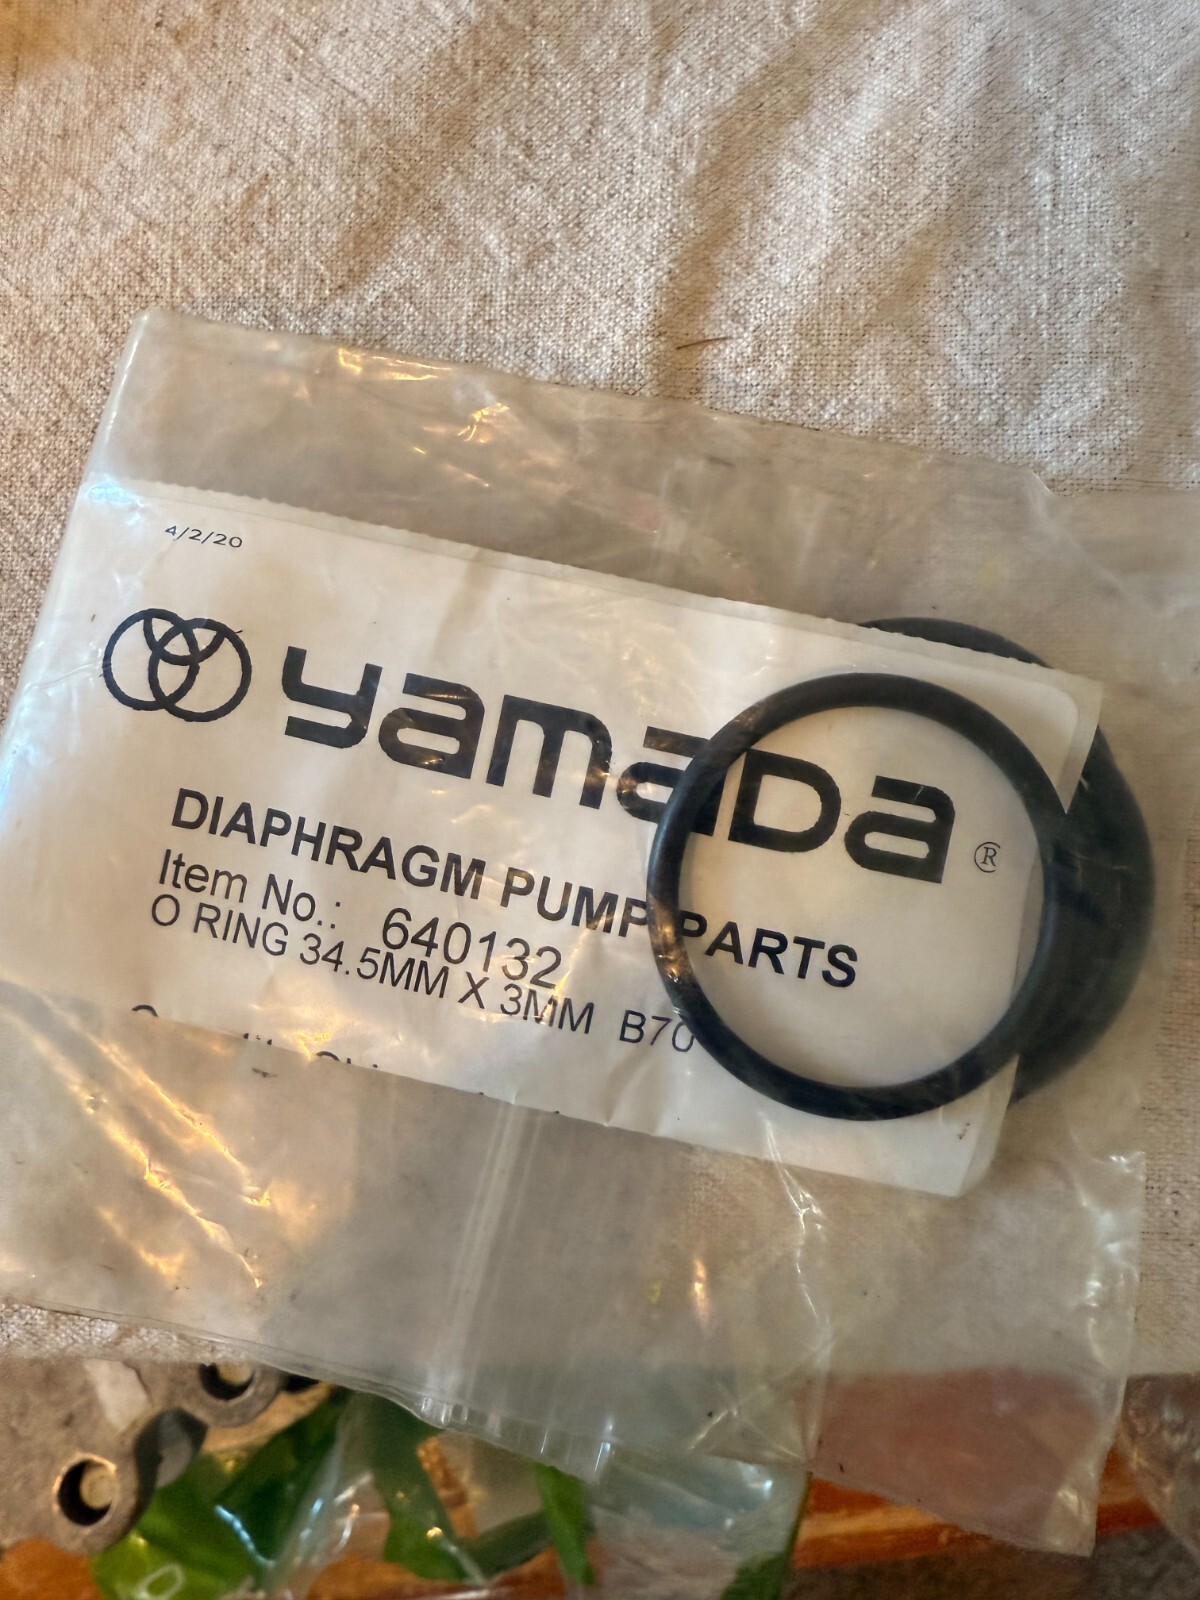 4/2/20
yamada ®
DIAPHRAGM PUMP PARTS
Item No.: 640132
O RING 34.5MM X 3MM B70